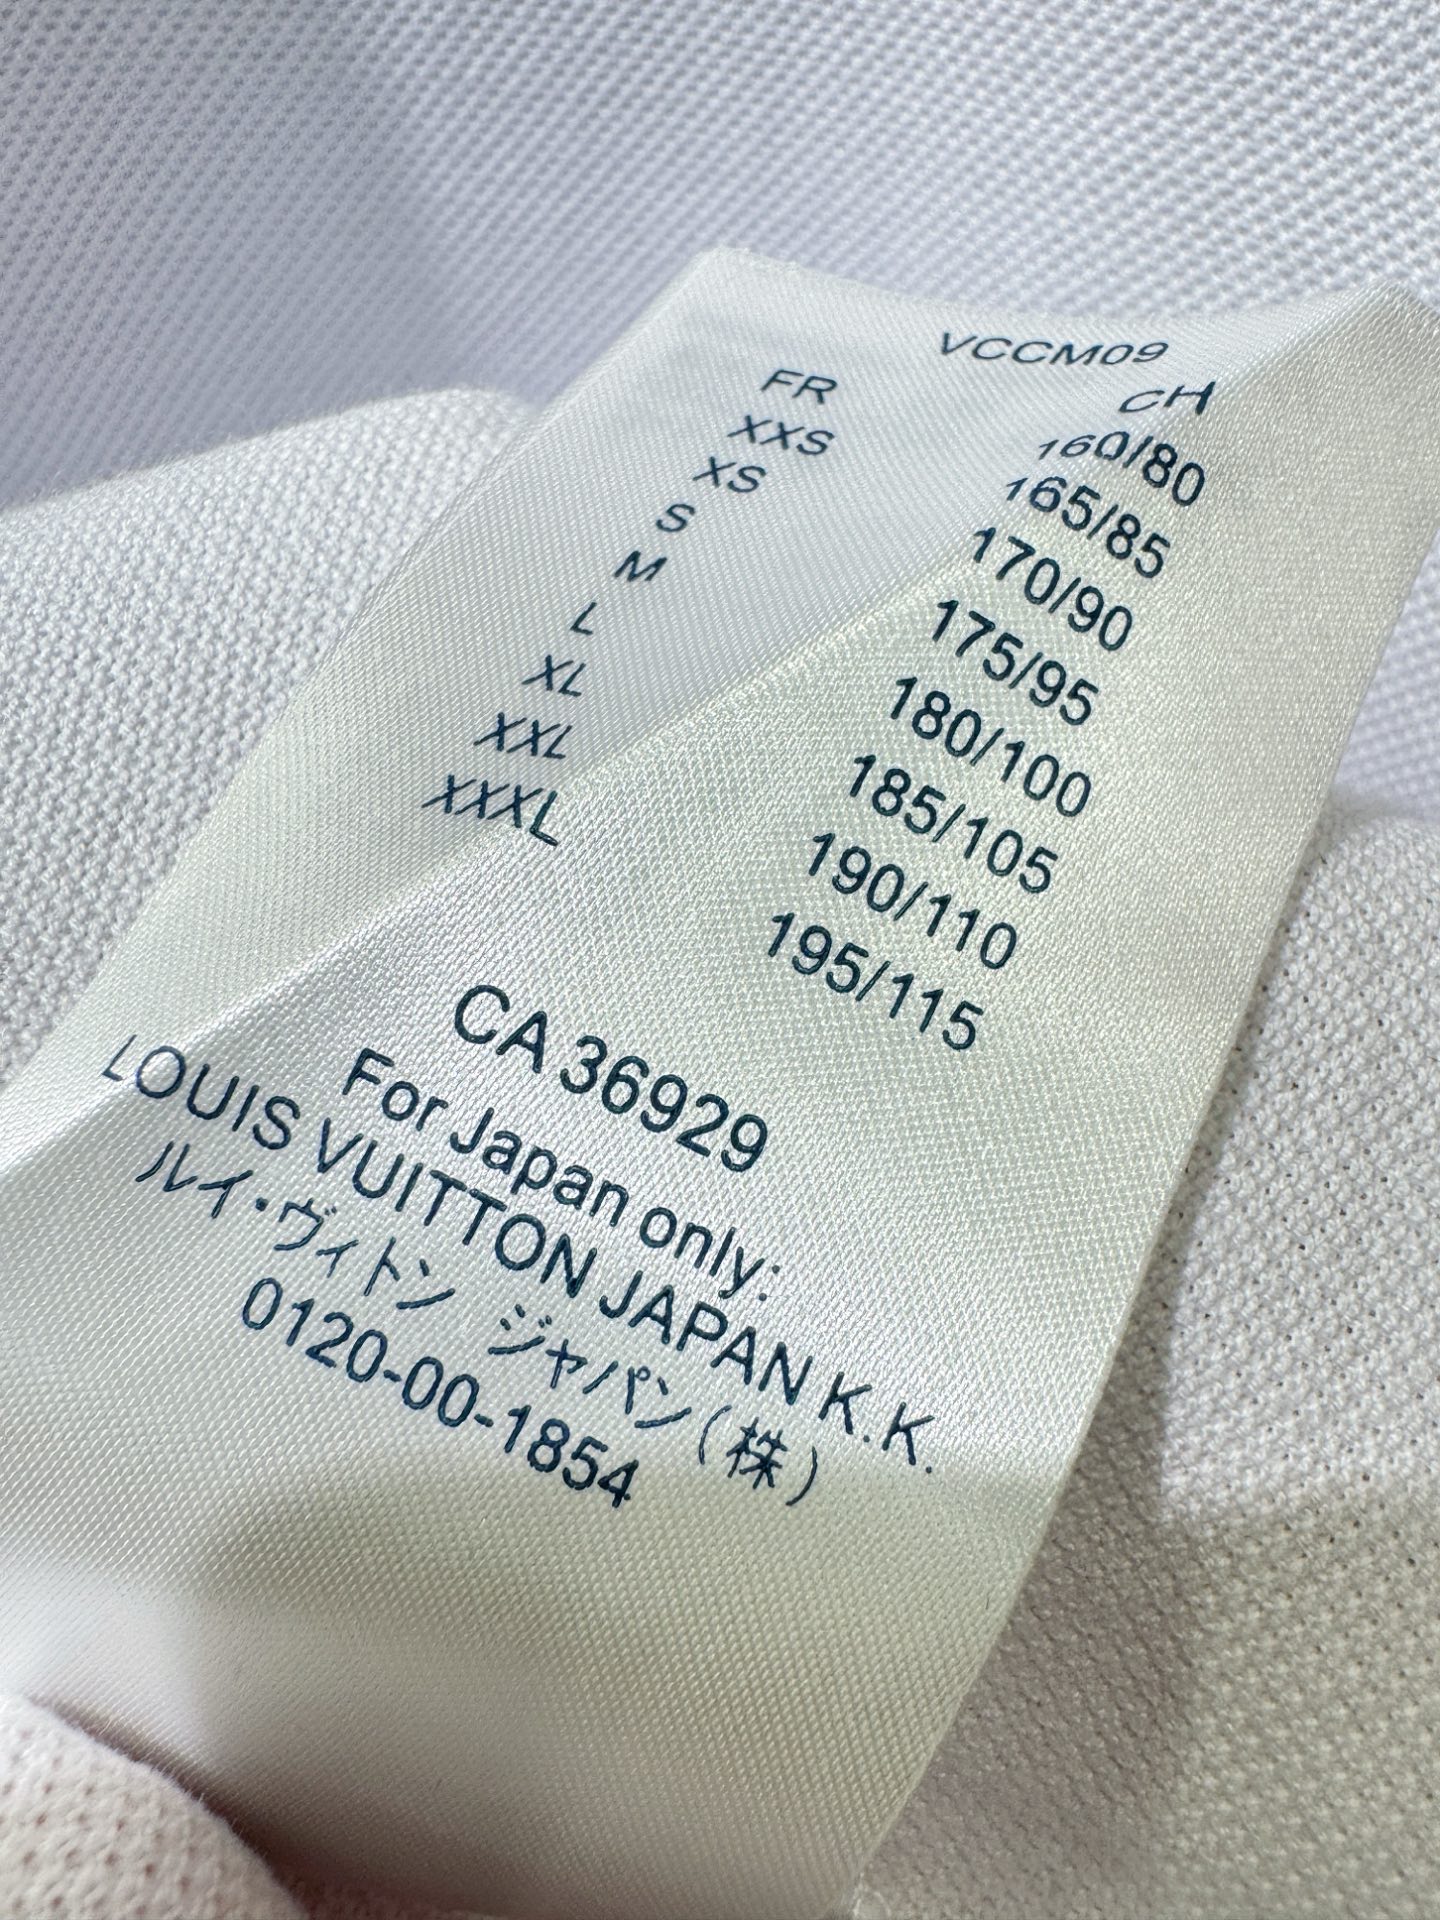 VCCM09
FR CH
XXS 160/80
XS 165/85
S 170/90
M 175/95
L 180/100
XL 185/105
XXL 190/110
XXXL 195/115
CA 36929
For Japan only:
LOUIS VUITTON JAPAN K.K.
ルイ・ヴィトン ジャパン(株)
0120-00-1854